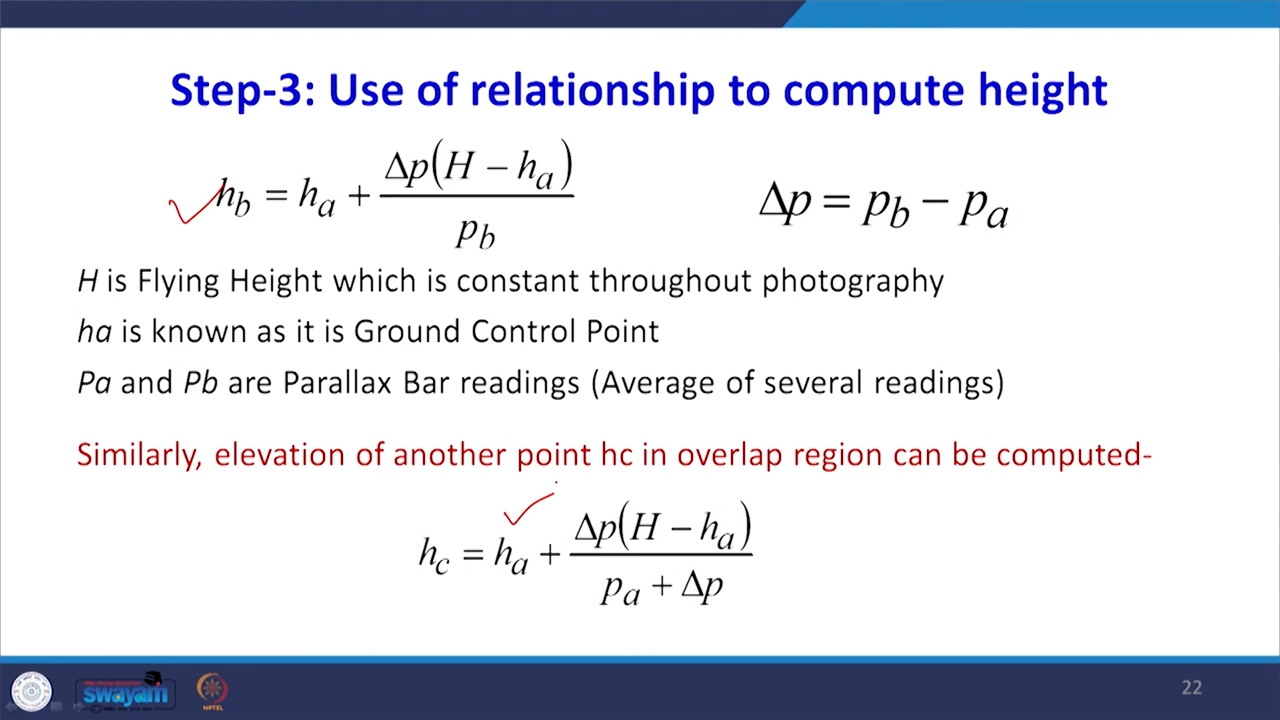 Step-3: Use of relationship to compute height
h_b = h_a + Δp(H − h_a) / p_b
Δp = p_b − p_a
H is Flying Height which is constant throughout photography
ha is known as it is Ground Control Point
Pa and Pb are Parallax Bar readings (Average of several readings)
Similarly, elevation of another point hc in overlap region can be computed-
h_c = h_a + Δp(H − h_a) / p_a + Δp
swayam
NPTEL
22